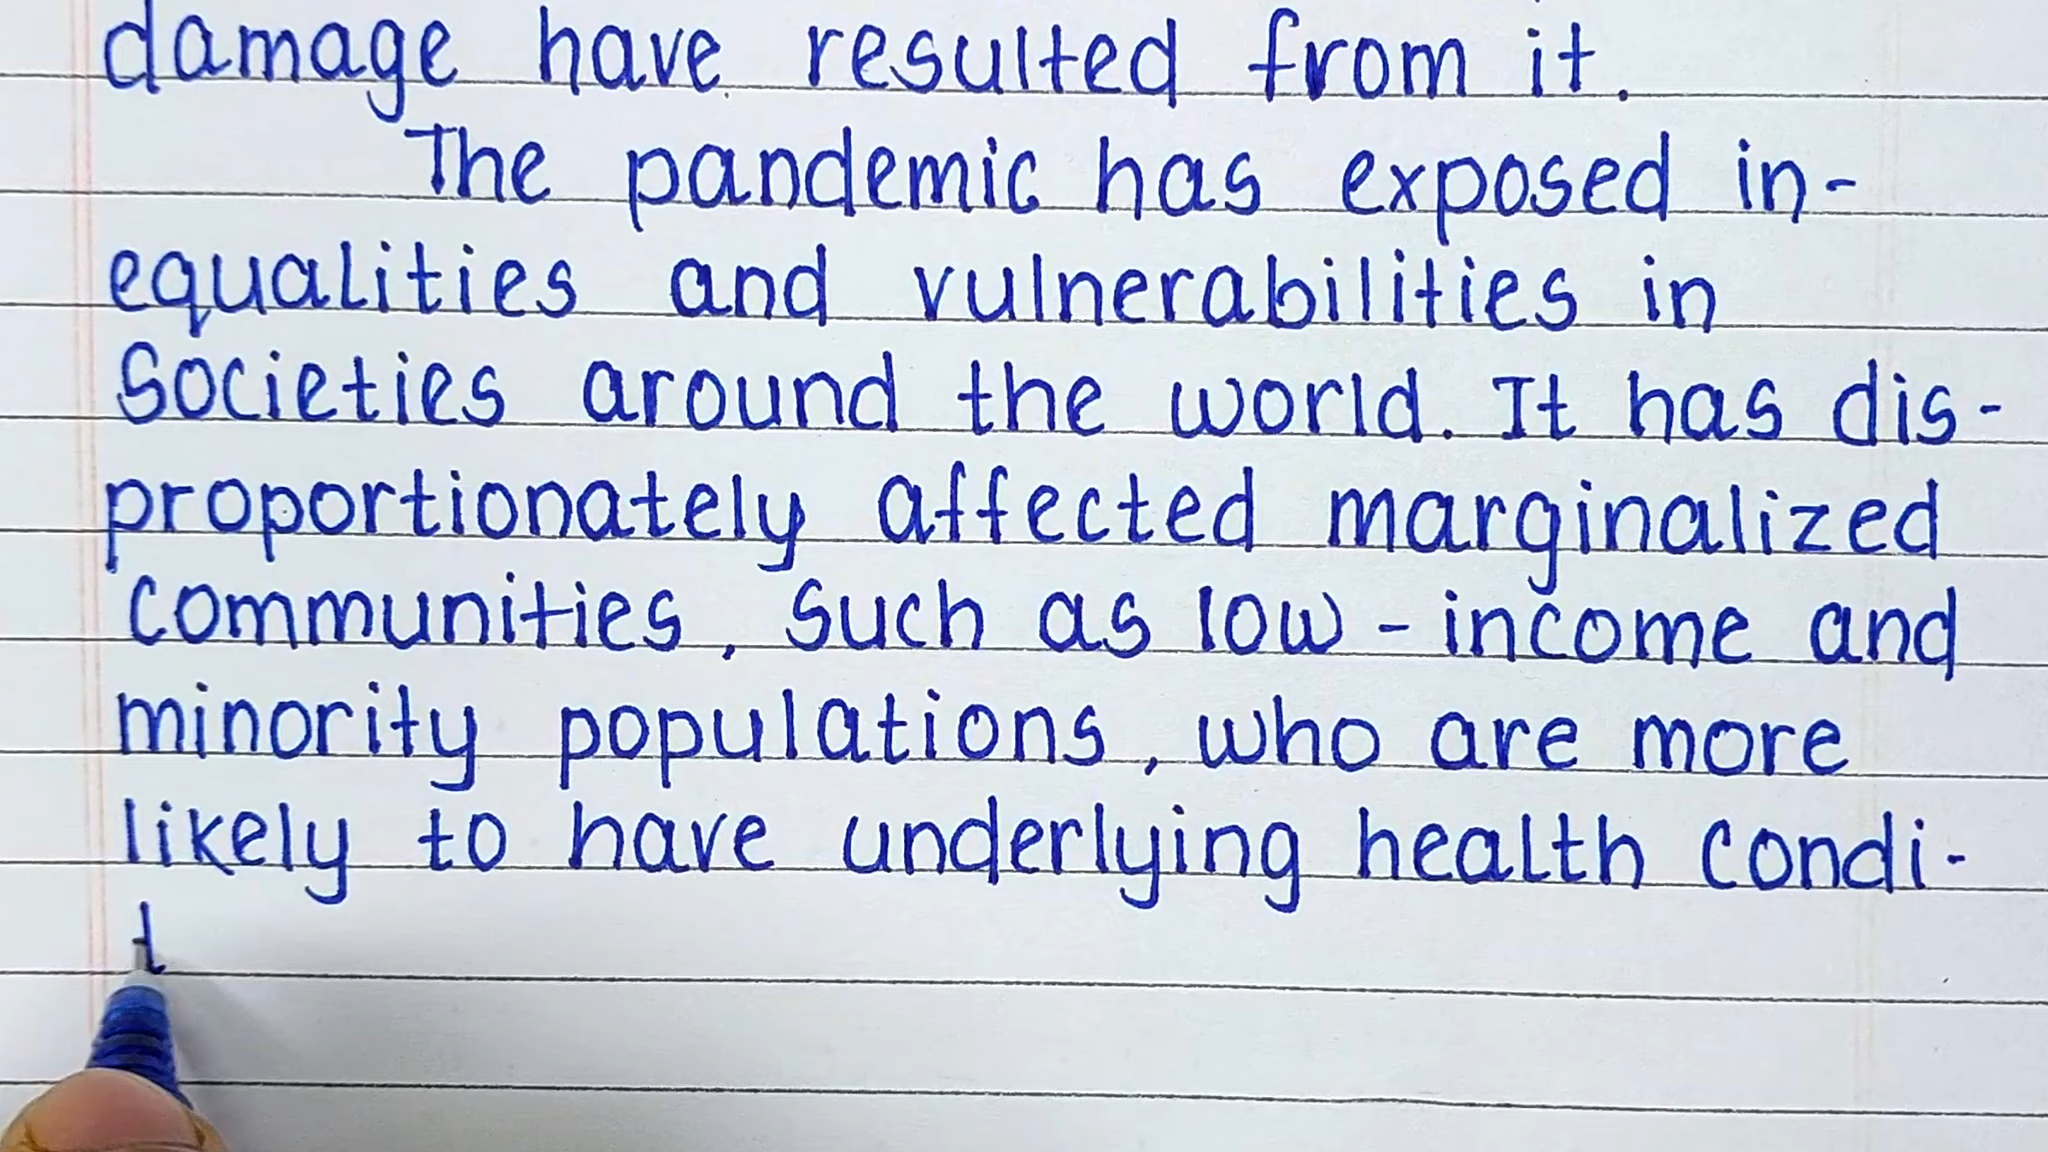 damage have resulted from it.
The pandemic has exposed in-
equalities and vulnerabilities in
Societies around the world. It has dis-
proportionately affected marginalized
communities, such as low-income and
minority populations, who are more
likely to have underlying health condi-
t